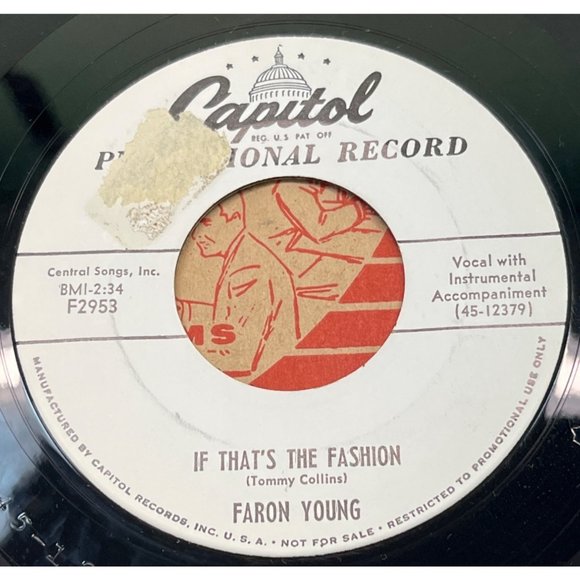 Capitol
REG. U.S. PAT. OFF.
IONAL RECORD
Central Songs, Inc.
BMI-2:34
F2953
Vocal with
Instrumental
Accompaniment
(45-12379)
MS
IF THAT'S THE FASHION
(Tommy Collins)
FARON YOUNG
MANUFACTURED BY CAPITOL RECORDS, INC. U.S.A. • NOT FOR SALE • RESTRICTED TO PROMOTIONAL USE ONLY